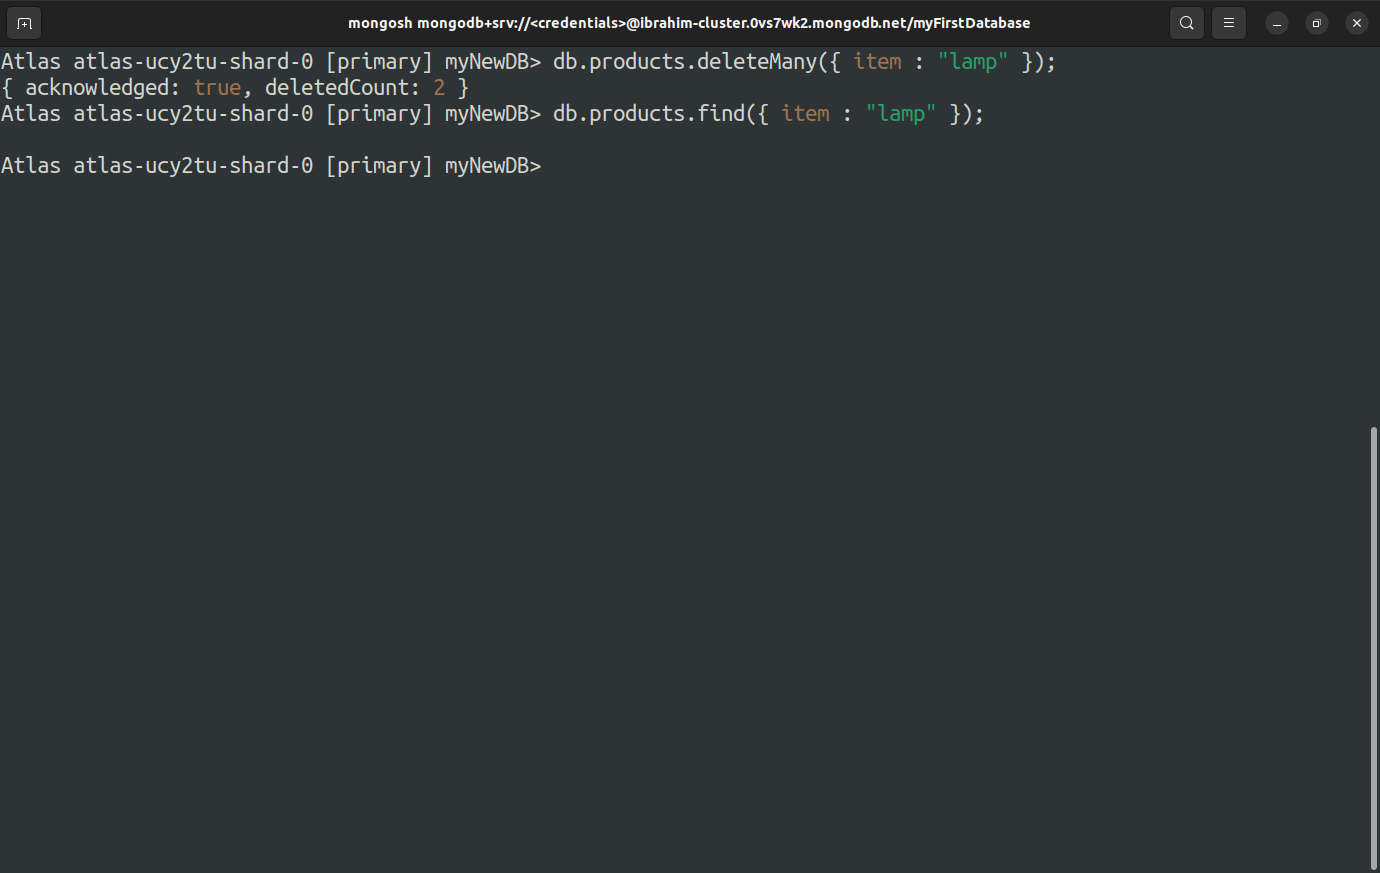 mongosh mongodb+srv://<credentials>@ibrahim-cluster.0vs7wk2.mongodb.net/myFirstDatabase
Atlas atlas-ucy2tu-shard-0 [primary] myNewDB> db.products.deleteMany({ item : "lamp" });
{ acknowledged: true, deletedCount: 2 }
Atlas atlas-ucy2tu-shard-0 [primary] myNewDB> db.products.find({ item : "lamp" });
Atlas atlas-ucy2tu-shard-0 [primary] myNewDB>